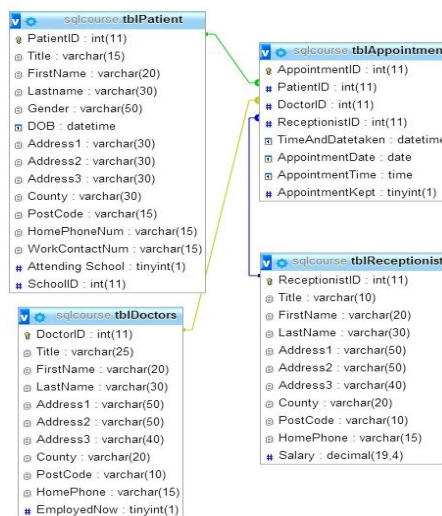 sqlcourse tblPatient
PatientID : int(11)
Title : varchar(15)
FirstName : varchar(20)
Lastname : varchar(30)
Gender : varchar(50)
DOB : datetime
Address1 : varchar(30)
Address2 : varchar(30)
Address3 : varchar(30)
County : varchar(30)
PostCode : varchar(15)
HomePhoneNum : varchar(15)
WorkContactNum : varchar(15)
Attending School : tinyint(1)
SchoolID : int(11)
v sqlcourse tblDoctors
DoctorID : int(11)
Title : varchar(25)
FirstName : varchar(20)
LastName : varchar(30)
Address1 : varchar(50)
Address2 : varchar(50)
Address3 : varchar(40)
County : varchar(20)
PostCode : varchar(10)
HomePhone : varchar(15)
EmployedNow : tinyint(1)
v sqlcourse tblAppointmen
AppointmentID : int(11)
PatientID : int(11)
DoctorID : int(11)
ReceptionistID : int(11)
TimeAndDatetaken : datetime
AppointmentDate : date
AppointmentTime : time
AppointmentKept : tinyint(1)
v sqlcourse tblReceptionist
ReceptionistID : int(11)
Title : varchar(10)
FirstName : varchar(20)
LastName : varchar(30)
Address1 : varchar(50)
Address2 : varchar(50)
Address3 : varchar(40)
County : varchar(20)
PostCode : varchar(10)
HomePhone : varchar(15)
Salary : decimal(19,4)